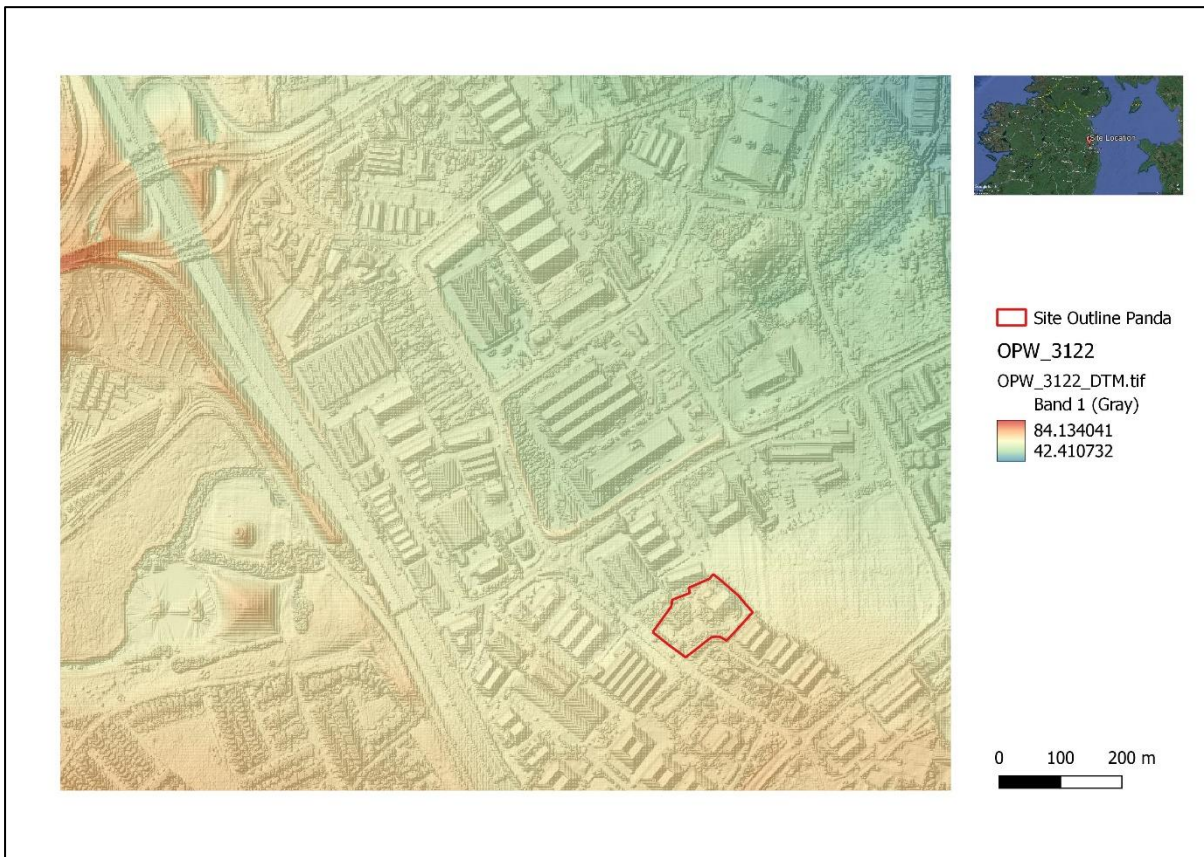 Site Location
Site Outline Panda
OPW_3122
OPW_3122_DTM.tif
Band 1 (Gray)
84.134041
42.410732
0 100 200 m